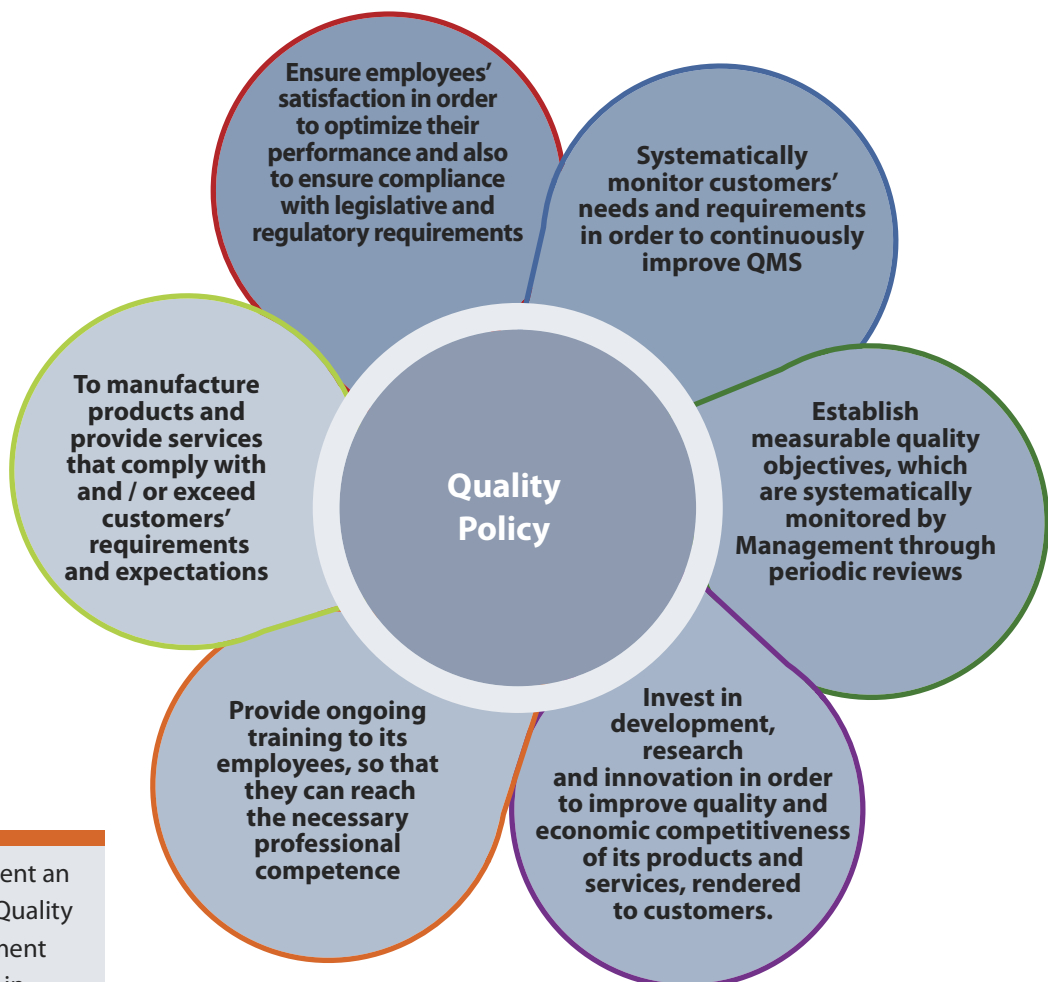 Ensure employees'
satisfaction in order
to optimize their
performance and also
to ensure compliance
with legislative and
regulatory requirements
Systematically
monitor customers'
needs and requirements
in order to continuously
improve QMS
To manufacture
products and
provide services
that comply with
and / or exceed
customers'
requirements
and expectations
Quality
Policy
Establish
measurable quality
objectives, which
are systematically
monitored by
Management through
periodic reviews
Provide ongoing
training to its
employees, so that
they can reach
the necessary
professional
competence
Invest in
development,
research
and innovation in order
to improve quality and
economic competitiveness
of its products and
services, rendered
to customers.
ent an
Quality